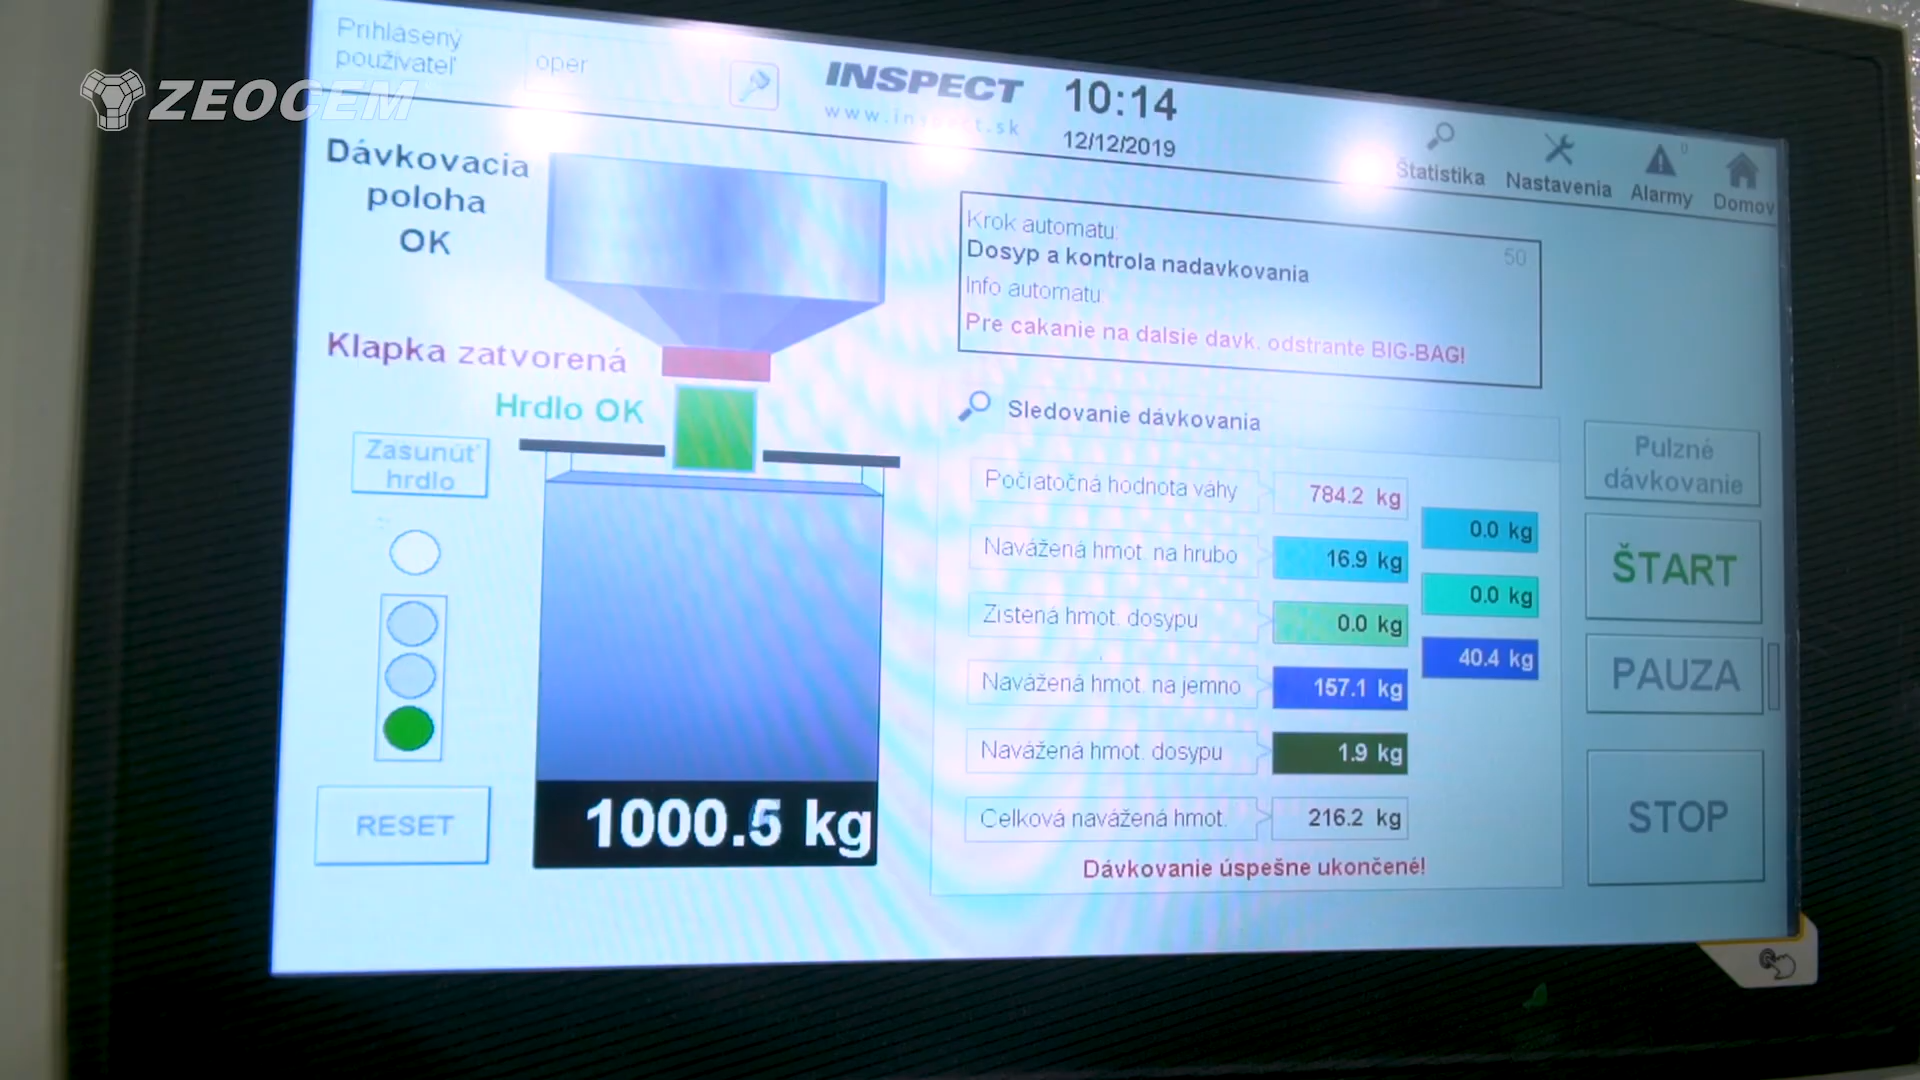 Prihlásený
používateľ
oper
ZEOCEM
INSPECT
www.inspect.sk
10:14
12/12/2019
Štatistika
Nastavenia
0
Alarmy
Domov
Dávkovacia
poloha
OK
Klapka zatvorená
Hrdlo OK
Zasunúť
hrdlo
RESET
1000.5 kg
Krok automatu:
50
Dosyp a kontrola nadavkovania
Info automatu:
Pre cakanie na dalsie davk. odstrante BIG-BAG!
Sledovanie dávkovania
Počiatočná hodnota váhy
784.2 kg
0.0 kg
Navážená hmot. na hrubo
16.9 kg
0.0 kg
Zistená hmot. dosypu
0.0 kg
40.4 kg
Navážená hmot. na jemno
157.1 kg
Navážená hmot. dosypu
1.9 kg
Celková navážená hmot.
216.2 kg
Dávkovanie úspešne ukončené!
Pulzné
dávkovanie
ŠTART
PAUZA
STOP